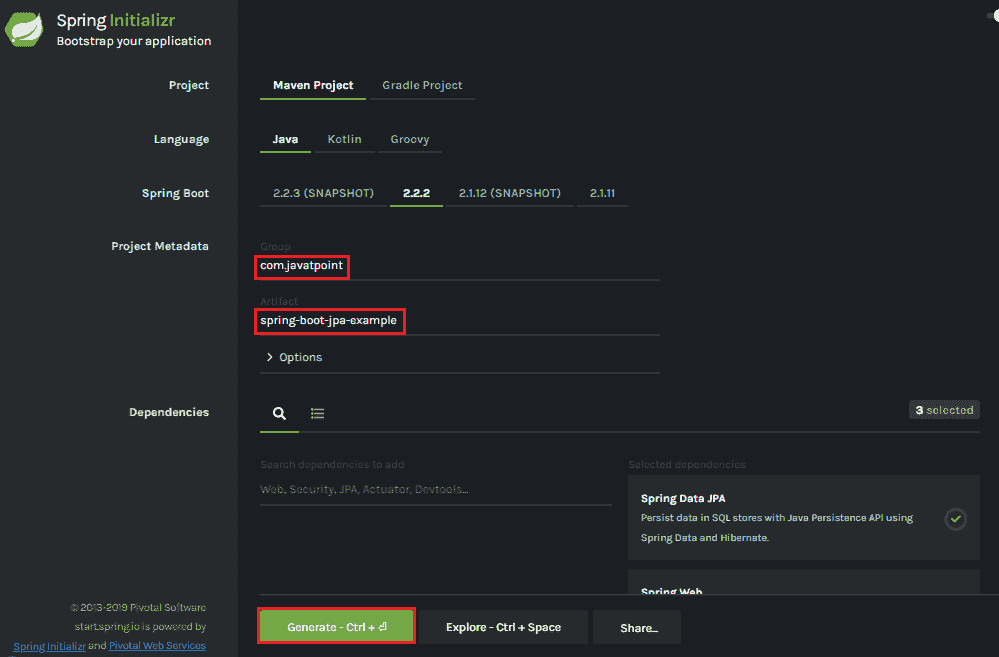 Spring Initializr
Bootstrap your application
Project
Maven Project Gradle Project
Language
Java Kotlin Groovy
Spring Boot
2.2.3 (SNAPSHOT) 2.2.2 2.1.12 (SNAPSHOT) 2.1.11
Project Metadata
Group
com.javatpoint
Artifact
spring-boot-jpa-example
Options
Dependencies
3 selected
Search dependencies to add
Web, Security, JPA, Actuator, Devtools...
Selected dependencies
Spring Data JPA
Persist data in SQL stores with Java Persistence API using
Spring Data and Hibernate.
Spring Web
© 2013-2019 Pivotal Software
start.spring.io is powered by
Spring Initializr and Pivotal Web Services
Generate - Ctrl + ⏎ Explore - Ctrl + Space Share...